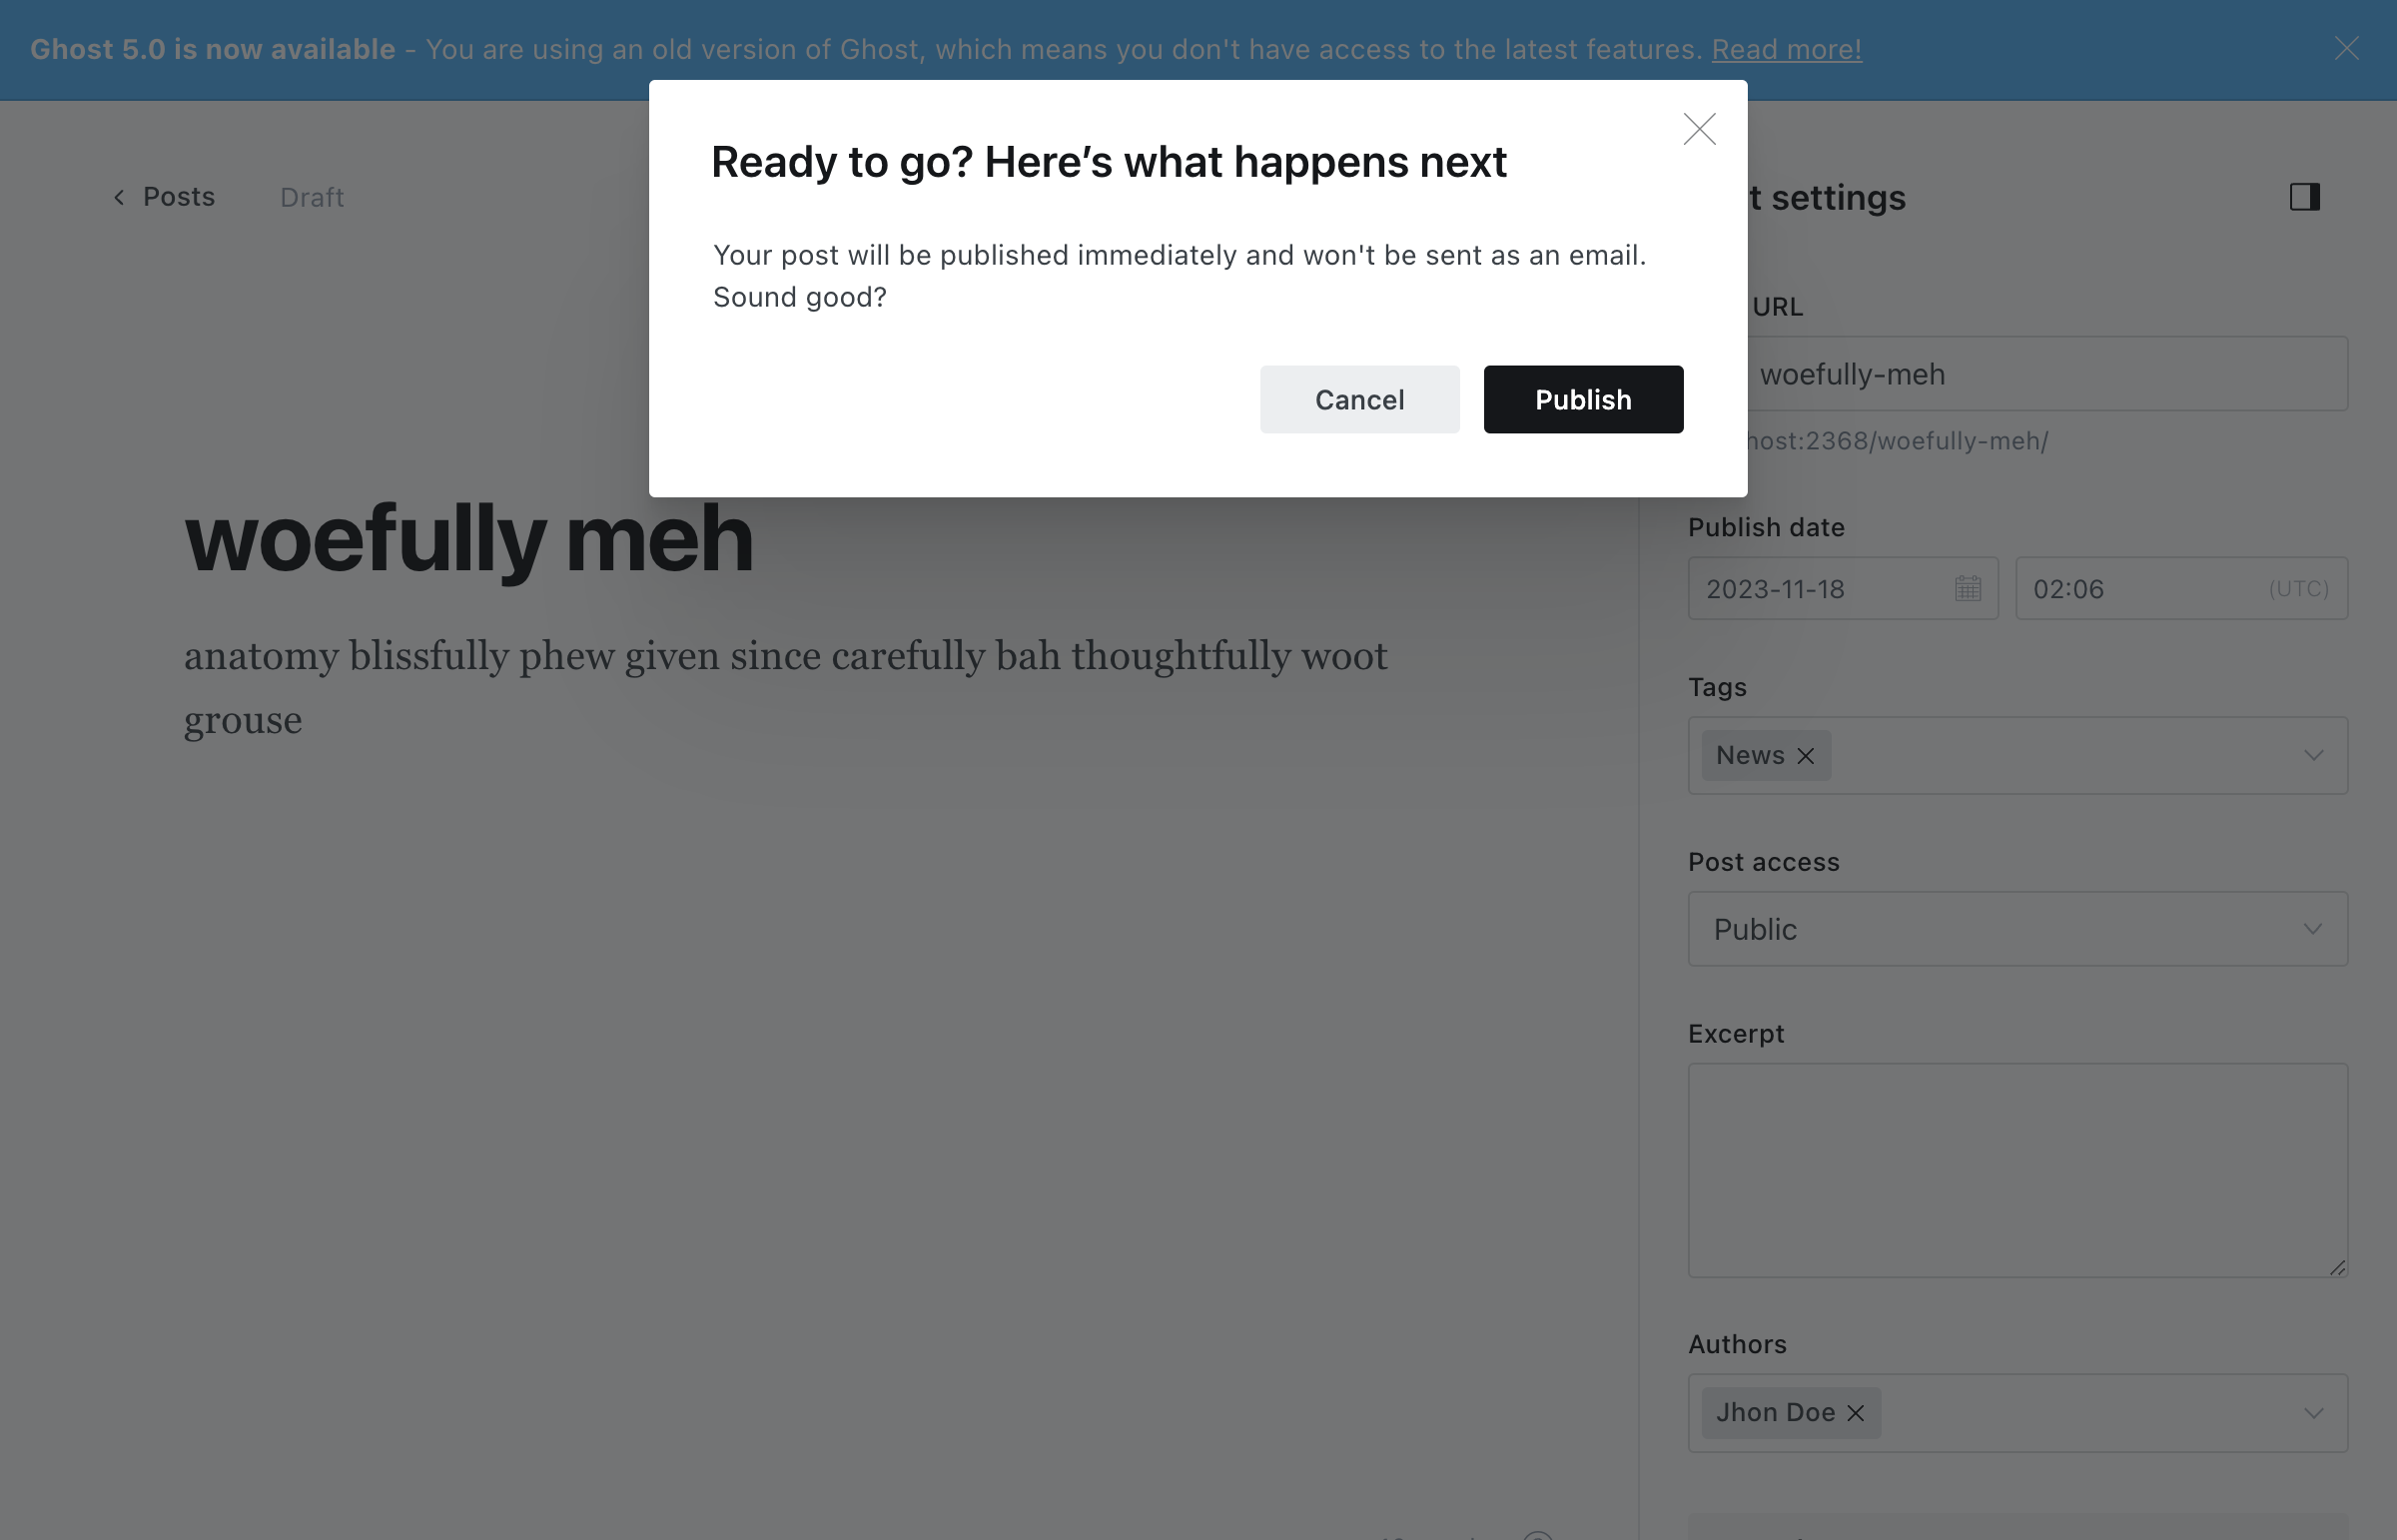 Ghost 5.0 is now available - You are using an old version of Ghost, which means you don't have access to the latest features. Read more!
Ready to go? Here’s what happens next
Your post will be published immediately and won't be sent as an email.
Sound good?
Cancel
Publish
Posts
Draft
woefully meh
anatomy blissfully phew given since carefully bah thoughtfully woot
grouse
t settings
URL
woefully-meh
host:2368/woefully-meh/
Publish date
2023-11-18
02:06
(UTC)
Tags
News
Post access
Public
Excerpt
Authors
Jhon Doe